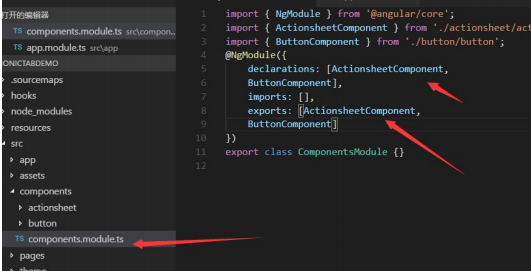 打开的编辑器
TS components.module.ts src\compon...
TS app.module.ts src\app
IONICTABDEMO
.sourcemaps
hooks
node_modules
resources
src
app
assets
components
actionsheet
button
TS components.module.ts
pages
theme
1 import { NgModule } from '@angular/core';
2 import { ActionsheetComponent } from './actionsheet/act
3 import { ButtonComponent } from './button/button';
4 @NgModule({
5 declarations: [ActionsheetComponent,
6 ButtonComponent],
7 imports: [],
8 exports: [ActionsheetComponent,
9 ButtonComponent]
10 })
11 export class ComponentsModule {}
12